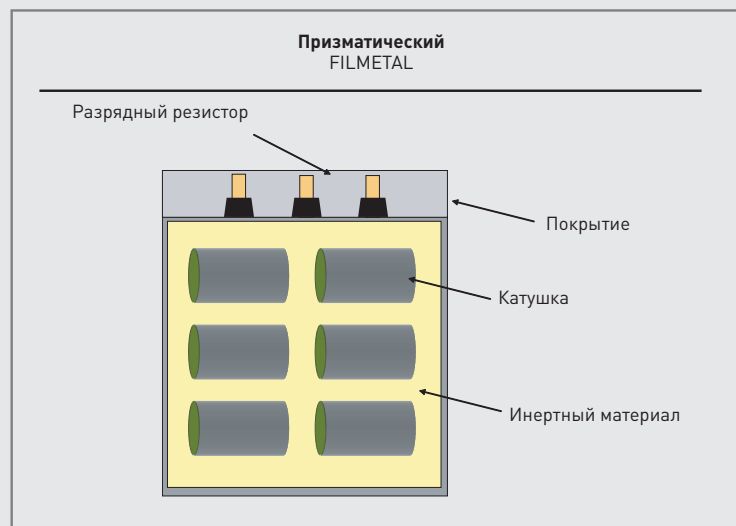 Призматический
FILMETAL
Разрядный резистор
Покрытие
Катушка
Инертный материал